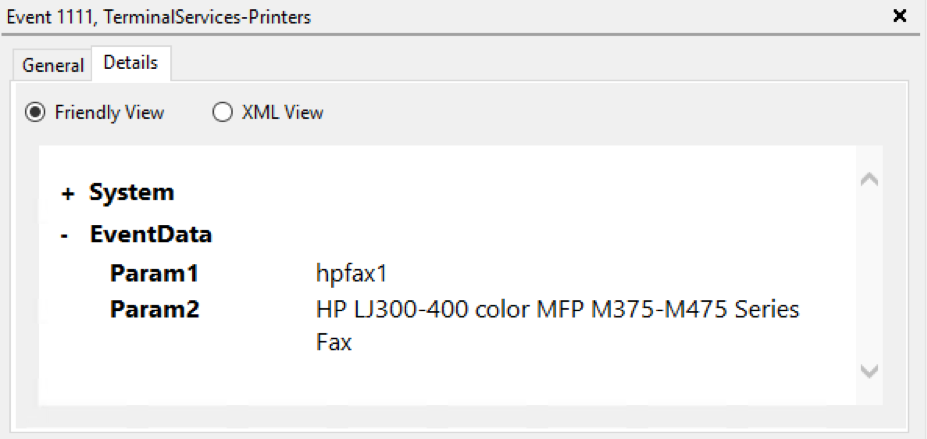 Event 1111, TerminalServices-Printers
General
Details
Friendly View
XML View
+ System
- EventData
Param1 hpfax1
Param2 HP LJ300-400 color MFP M375-M475 Series
Fax